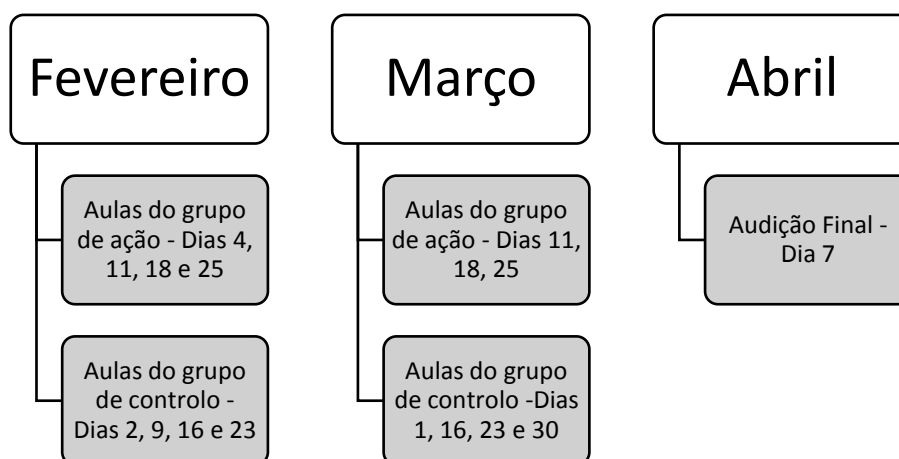 Fevereiro
Aulas do grupo
de ação - Dias 4,
11, 18 e 25
Aulas do grupo
de controlo -
Dias 2, 9, 16 e 23
Março
Aulas do grupo
de ação - Dias 11,
18, 25
Aulas do grupo
de controlo -Dias
1, 16, 23 e 30
Abril
Audição Final -
Dia 7